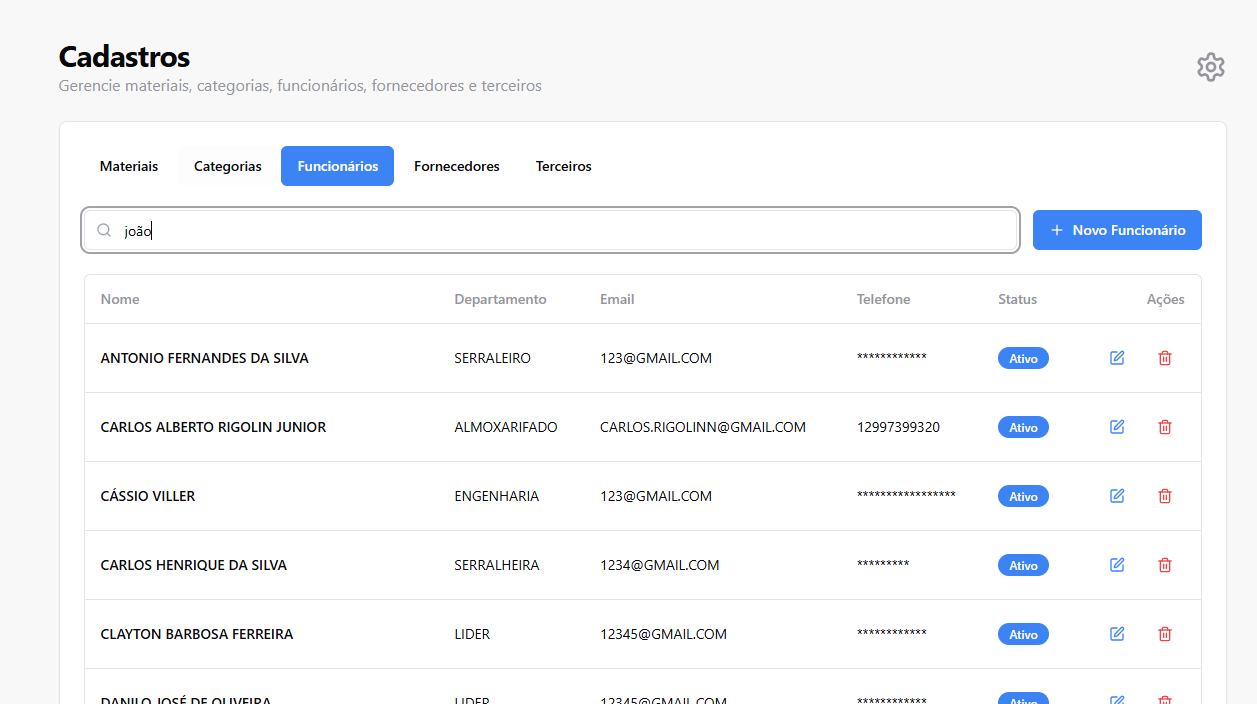 Cadastros
Gerencie materiais, categorias, funcionários, fornecedores e terceiros
Materiais Categorias Funcionários Fornecedores Terceiros
joão
+ Novo Funcionário
Nome Departamento Email Telefone Status Ações
ANTONIO FERNANDES DA SILVA SERRALEIRO 123@GMAIL.COM ************ Ativo
CARLOS ALBERTO RIGOLIN JUNIOR ALMOXARIFADO CARLOS.RIGOLINN@GMAIL.COM 12997399320 Ativo
CÁSSIO VILLER ENGENHARIA 123@GMAIL.COM ***************** Ativo
CARLOS HENRIQUE DA SILVA SERRALHEIRA 1234@GMAIL.COM ********* Ativo
CLAYTON BARBOSA FERREIRA LIDER 12345@GMAIL.COM ************ Ativo
DANILO JOSÉ DE OLIVEIRA LIDER 12345@GMAIL.COM ************ Ativo